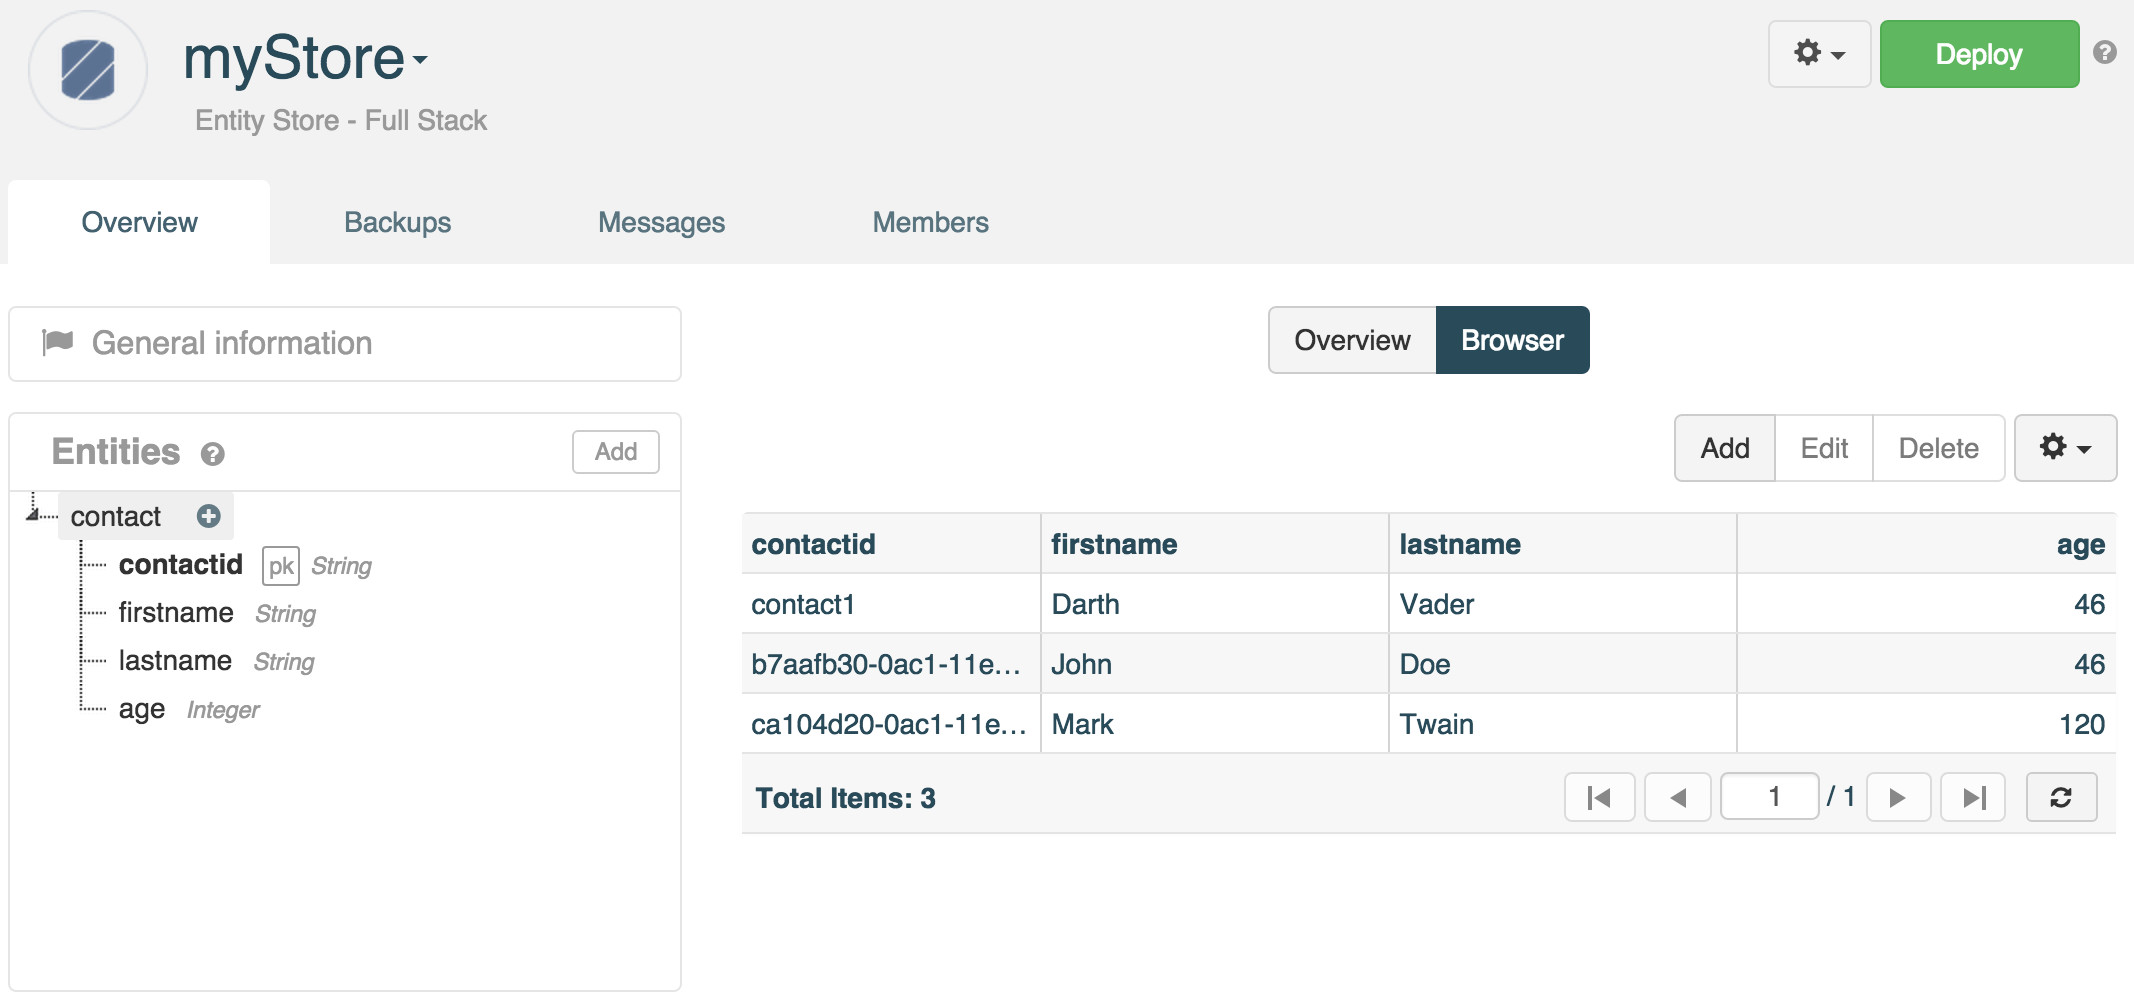 myStore
Entity Store - Full Stack
Deploy
Overview Backups Messages Members
General information
Overview Browser
Entities Add
Add Edit Delete
contact
contactid pk String
firstname String
lastname String
age Integer
contactid firstname lastname age
contact1 Darth Vader 46
b7aafb30-0ac1-11e... John Doe 46
ca104d20-0ac1-11e... Mark Twain 120
Total Items: 3 1 / 1